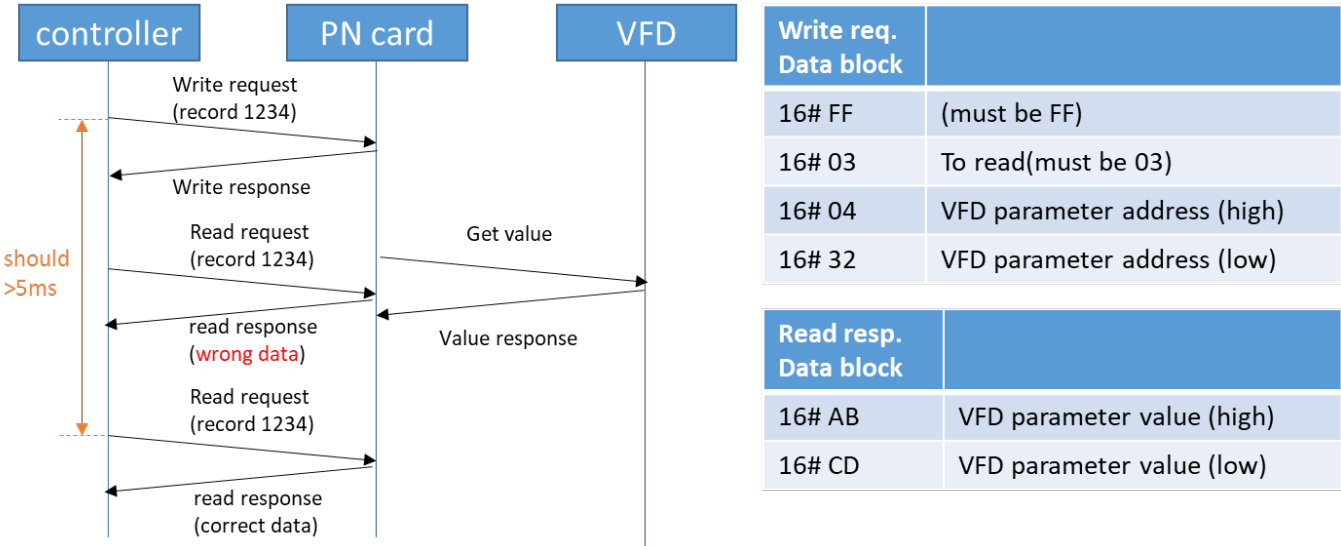 controller
PN card
VFD
Write request
(record 1234)
Write response
Read request
(record 1234)
Get value
should
>5ms
read response
(wrong data)
Value response
Read request
(record 1234)
read response
(correct data)
Write req.
Data block
16# FF (must be FF)
16# 03 To read(must be 03)
16# 04 VFD parameter address (high)
16# 32 VFD parameter address (low)
Read resp.
Data block
16# AB VFD parameter value (high)
16# CD VFD parameter value (low)